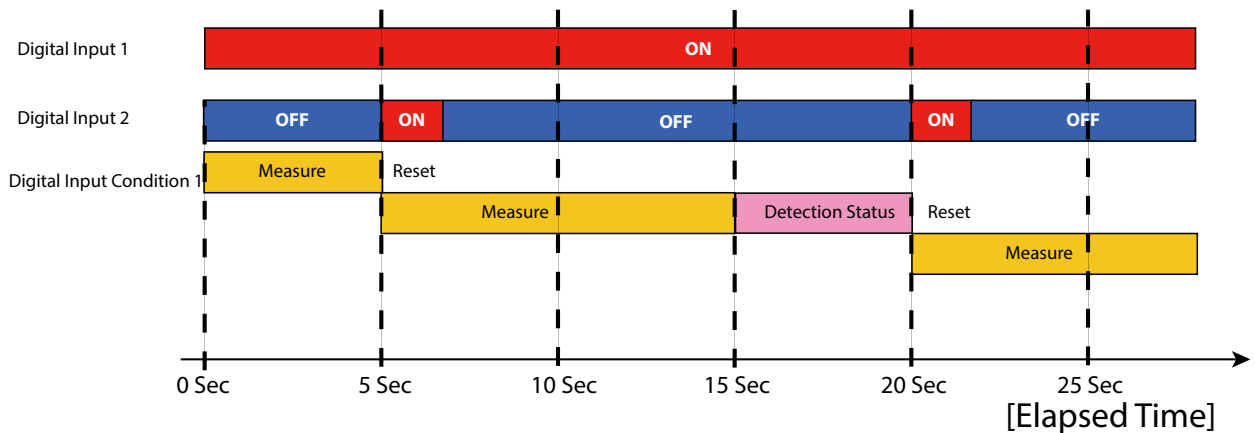 Digital Input 1
ON
Digital Input 2
OFF ON OFF ON OFF
Digital Input Condition 1
Measure Reset
Measure Detection Status Reset
Measure
0 Sec 5 Sec 10 Sec 15 Sec 20 Sec 25 Sec
[Elapsed Time]